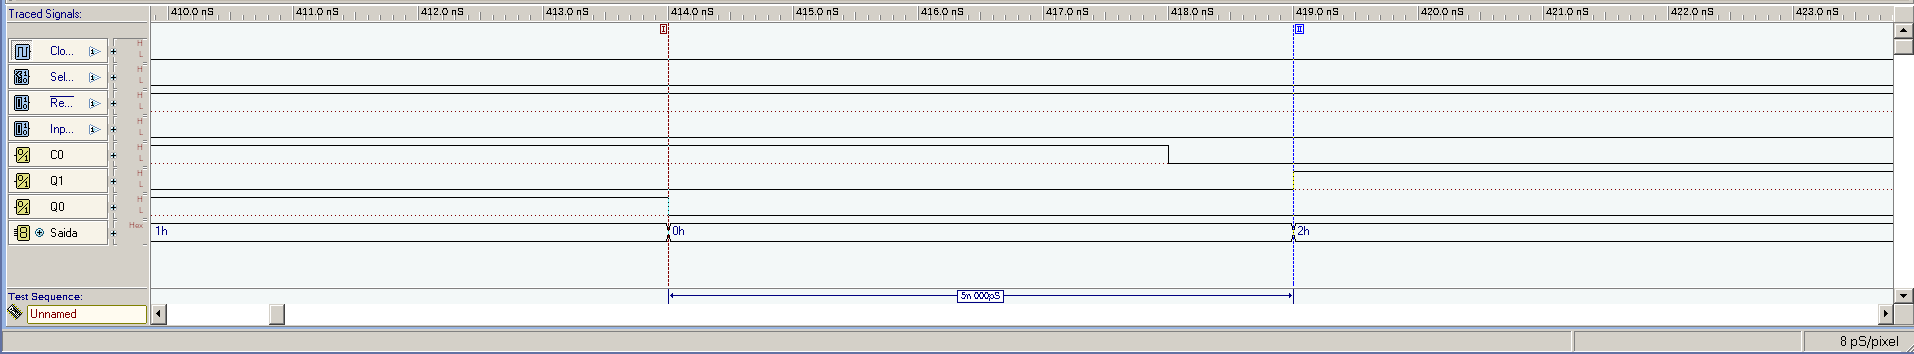 Traced Signals:
410.0 nS 411.0 nS 412.0 nS 413.0 nS 414.0 nS 415.0 nS 416.0 nS 417.0 nS 418.0 nS 419.0 nS 420.0 nS 421.0 nS 422.0 nS 423.0 nS
I II
Clo... H L
Sel... H L
Re... H L
Inp... H L
C0 H L
Q1 H L
Q0 H L
Saida Hex 1h 0h 2h
5n 000pS
Test Sequence:
Unnamed
8 pS/pixel